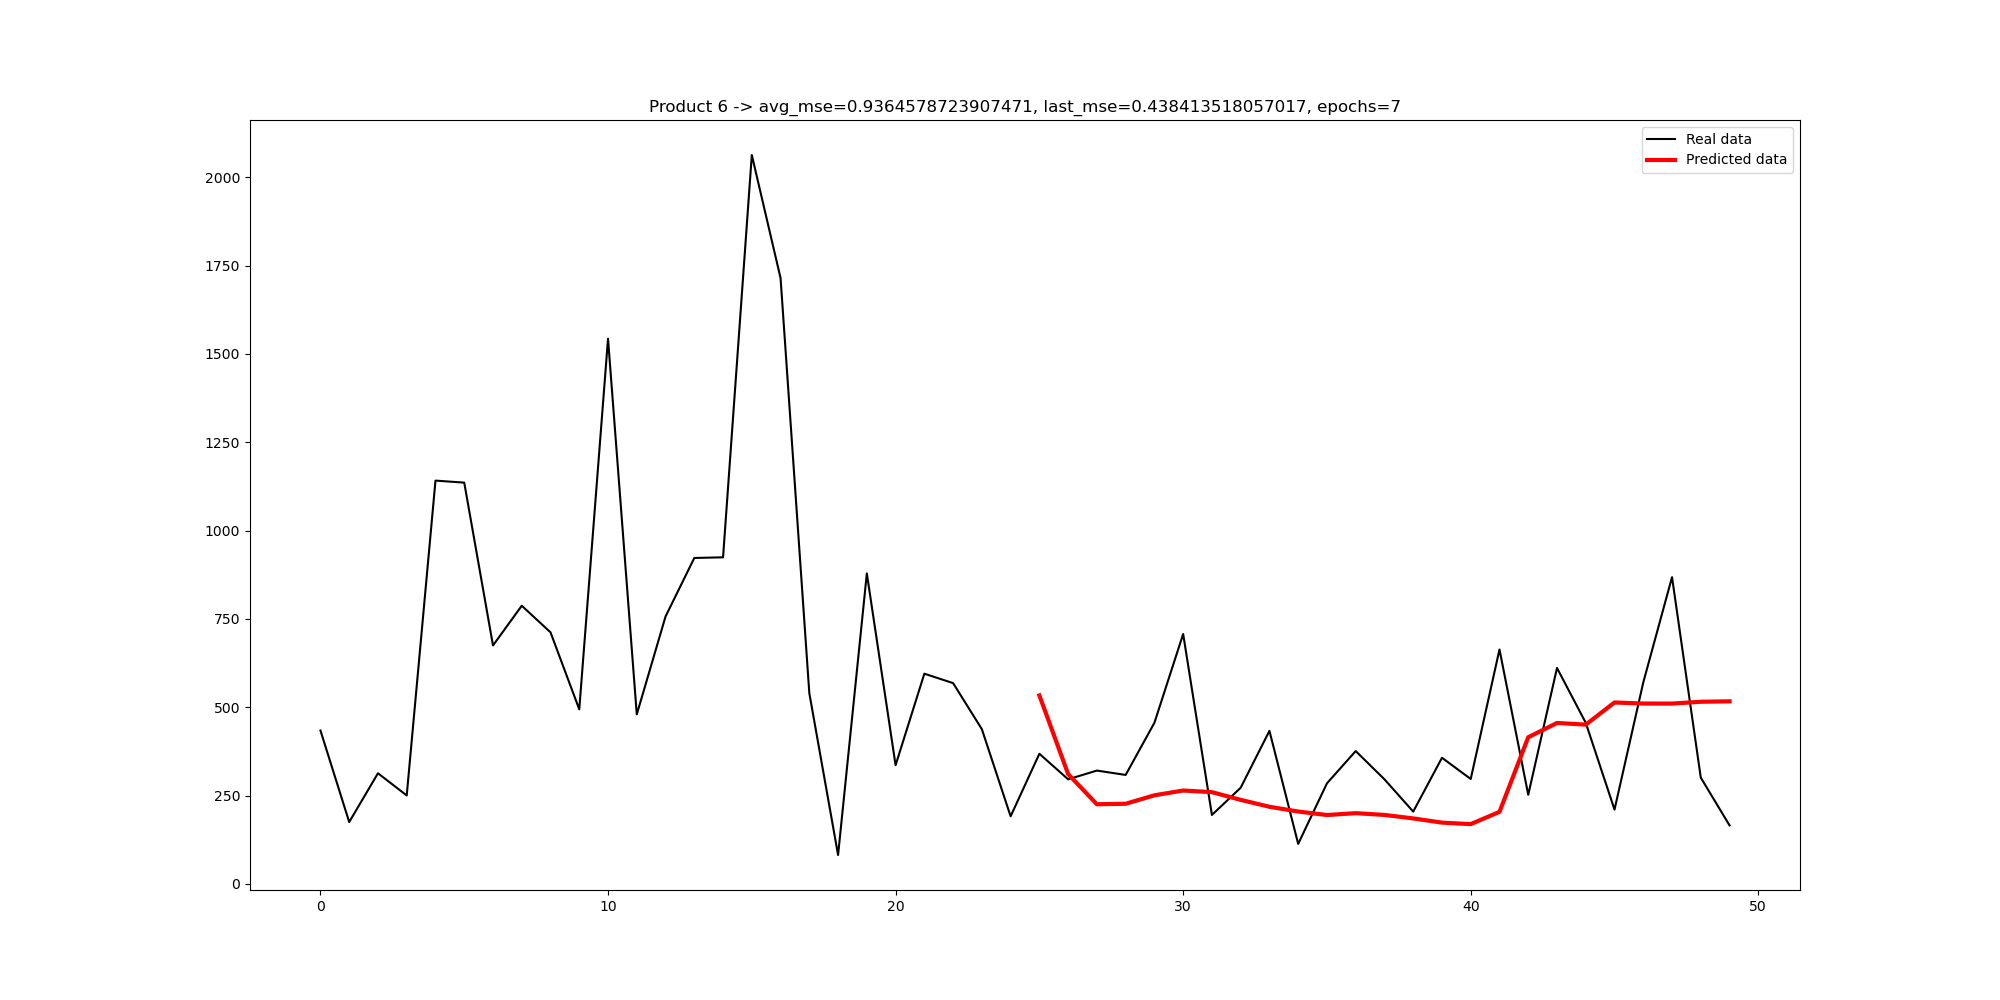 Product 6 -> avg_mse=0.9364578723907471, last_mse=0.438413518057017, epochs=7
Real data
Predicted data
2000
1750
1500
1250
1000
750
500
250
0
0 10 20 30 40 50